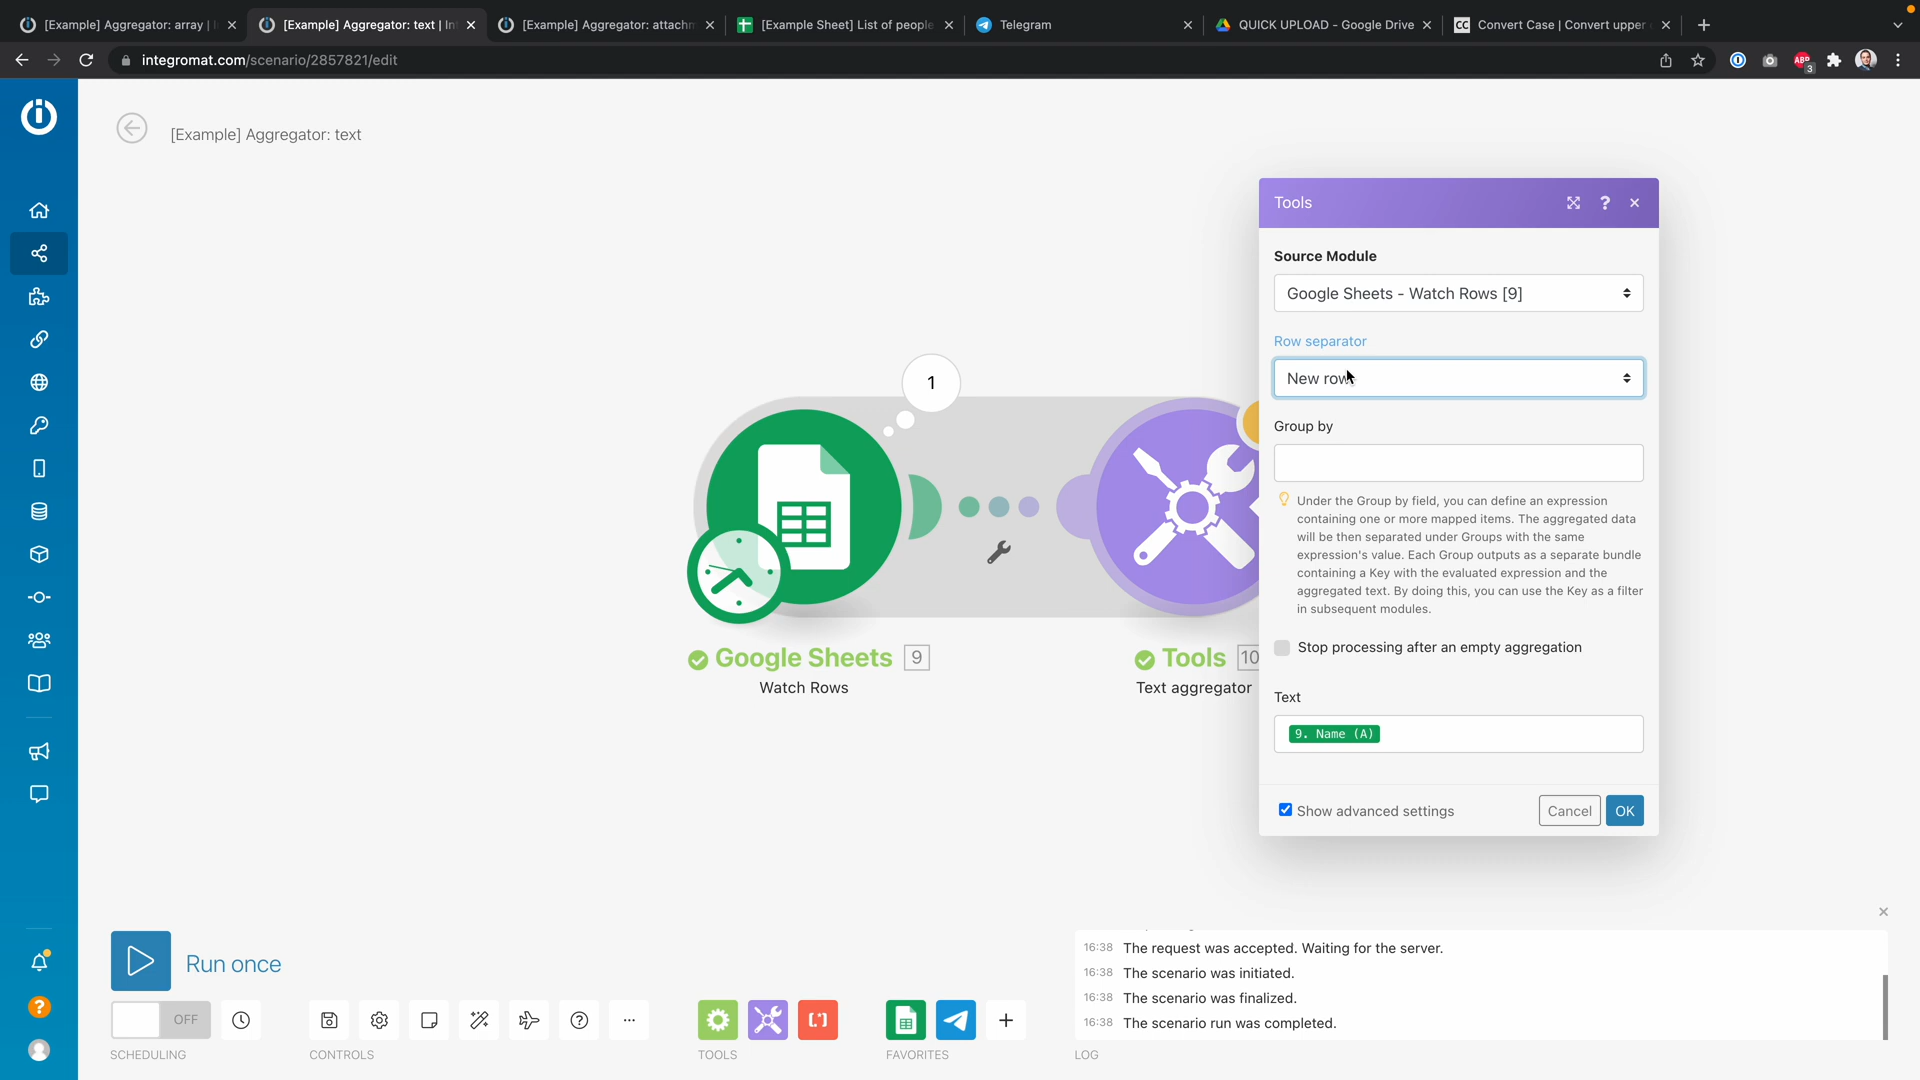 [Example] Aggregator: array |
[Example] Aggregator: text | In
[Example] Aggregator: attachm
[Example Sheet] List of people
Telegram
QUICK UPLOAD - Google Drive
CC Convert Case | Convert upper
integromat.com/scenario/2857821/edit
ABP
3
[Example] Aggregator: text
Tools
?
Source Module
Google Sheets - Watch Rows [9]
Row separator
New row
1
Group by
Under the Group by field, you can define an expression
containing one or more mapped items. The aggregated data
will be then separated under Groups with the same
expression's value. Each Group outputs as a separate bundle
containing a Key with the evaluated expression and the
aggregated text. By doing this, you can use the Key as a filter
in subsequent modules.
Stop processing after an empty aggregation
Google Sheets 9
Watch Rows
Tools 10
Text aggregator
Text
9. Name (A)
Show advanced settings
Cancel
OK
Run once
16:38 The request was accepted. Waiting for the server.
16:38 The scenario was initiated.
16:38 The scenario was finalized.
16:38 The scenario run was completed.
OFF
SCHEDULING
CONTROLS
TOOLS
FAVORITES
LOG